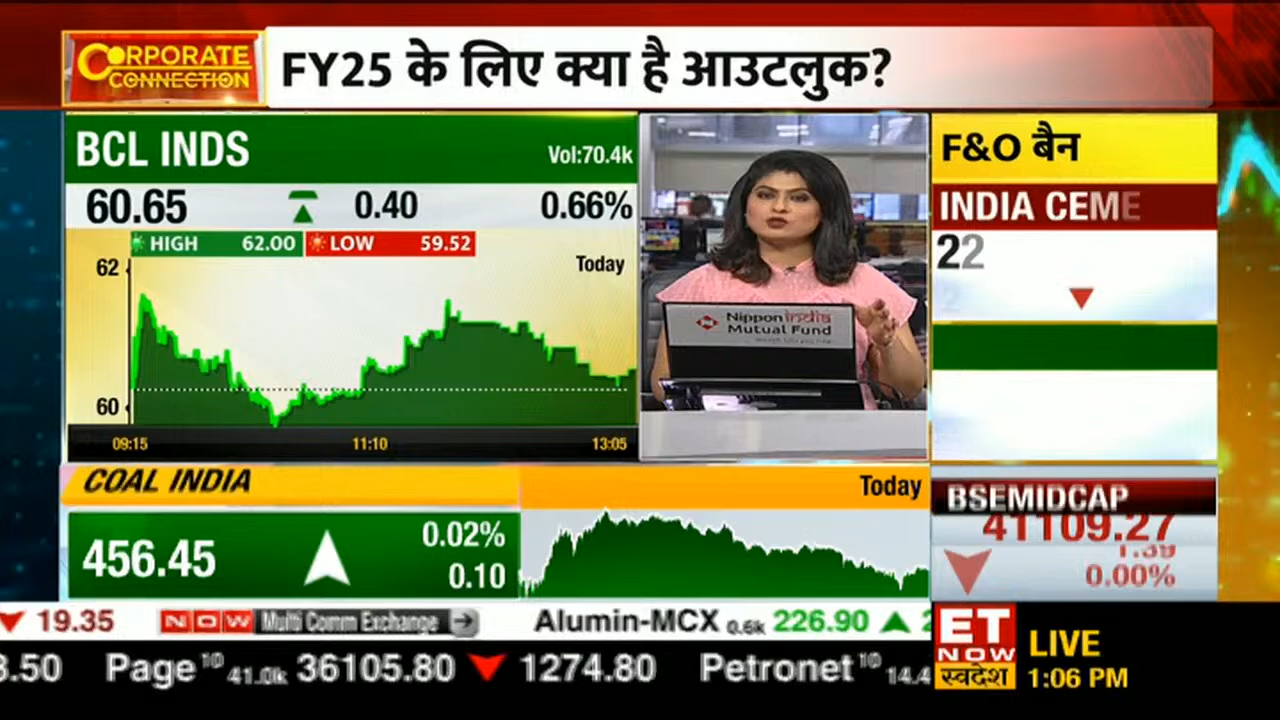 CORPORATE
CONNECTION
FY25 के लिए क्या है आउटलुक?
BCL INDS
Vol:70.4k
60.65
0.40
0.66%
HIGH 62.00
LOW 59.52
Today
62
60
09:15
11:10
13:05
Nippon india
Mutual Fund
F&O बैन
INDIA CEME
22
COAL INDIA
Today
456.45
0.02%
0.10
BSEMIDCAP
41109.27
0.00%
19.35
NOW
Multi Comm Exchange
Alumin-MCX 0.6k 226.90
3.50
Page 10 41.0k 36105.80
1274.80
Petronet 10 14.4
ET
NOW
स्वदेश
LIVE
1:06 PM